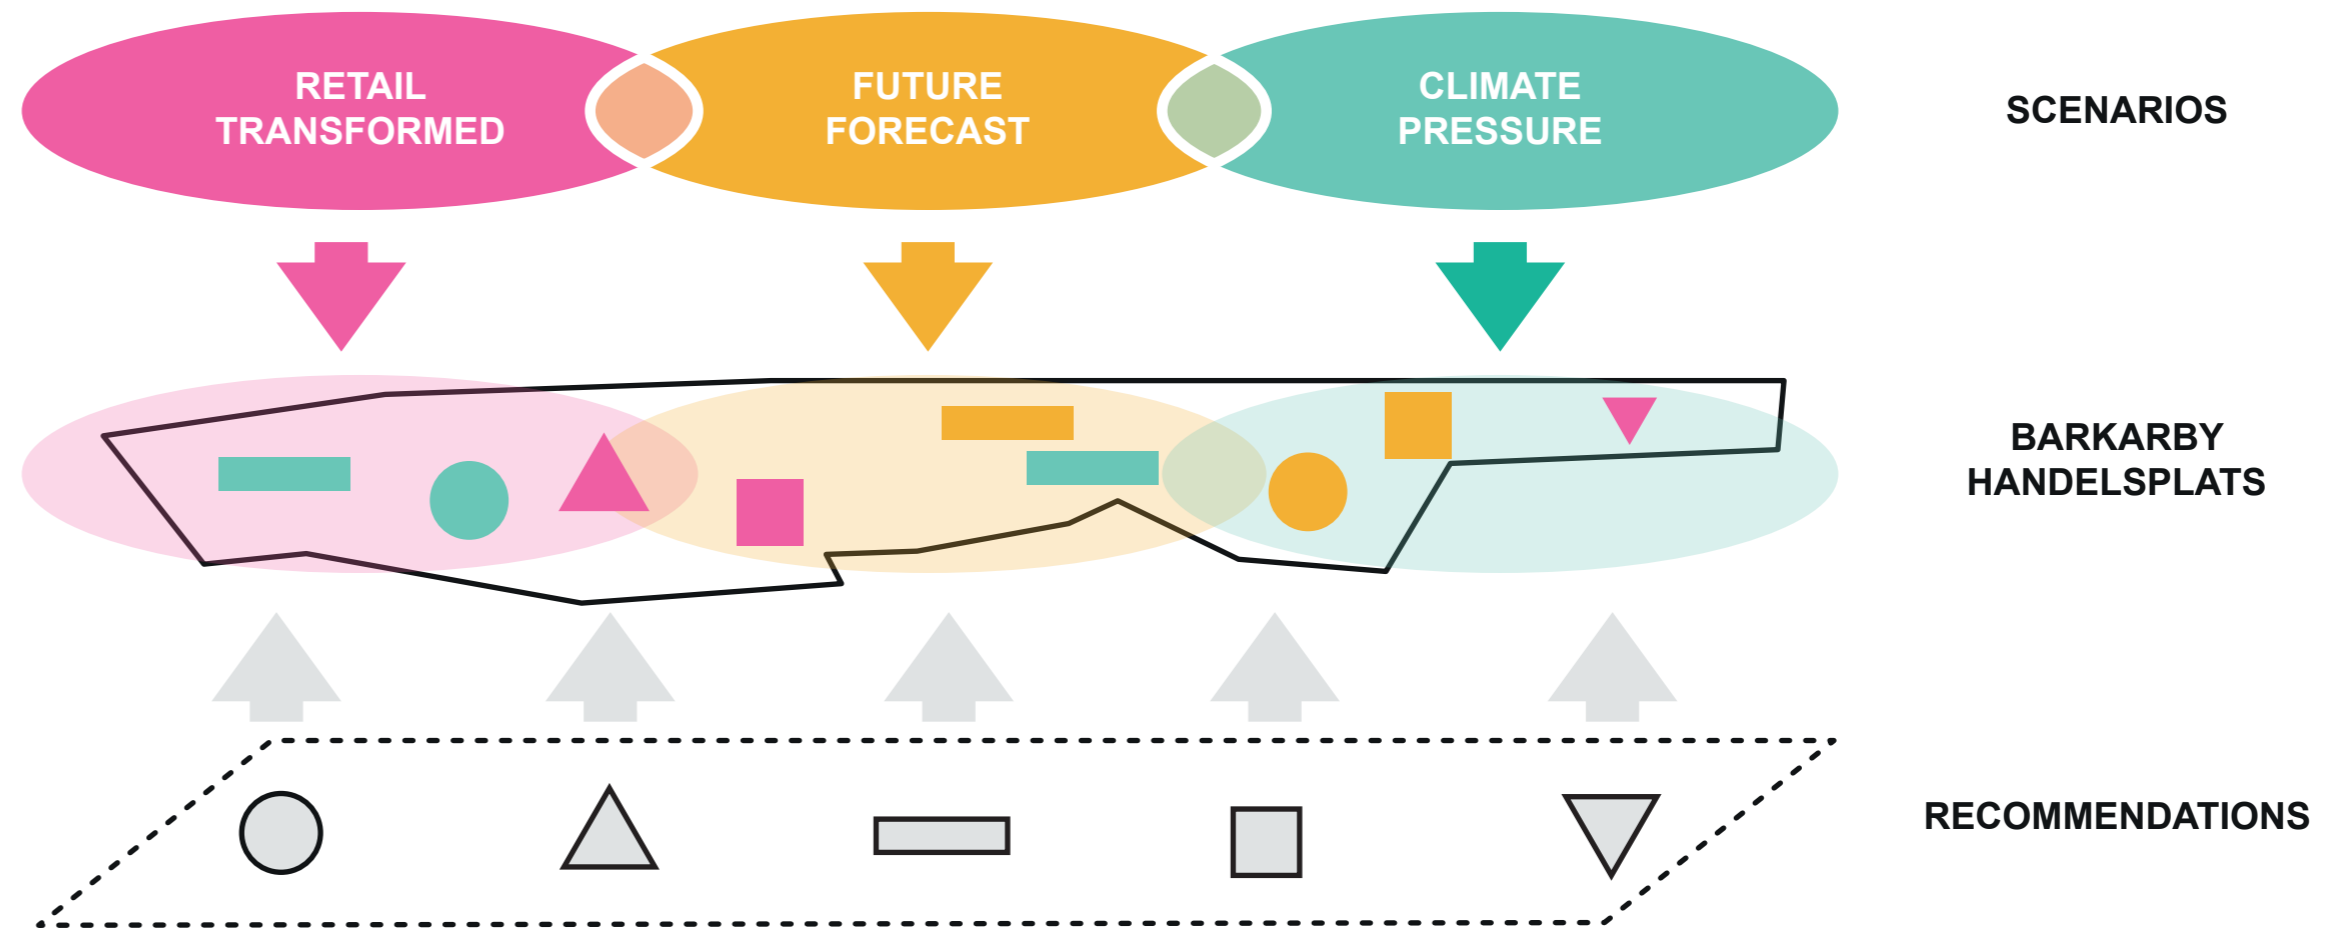 RETAIL
TRANSFORMED
FUTURE
FORECAST
CLIMATE
PRESSURE
SCENARIOS
BARKARBY
HANDELSPLATS
RECOMMENDATIONS